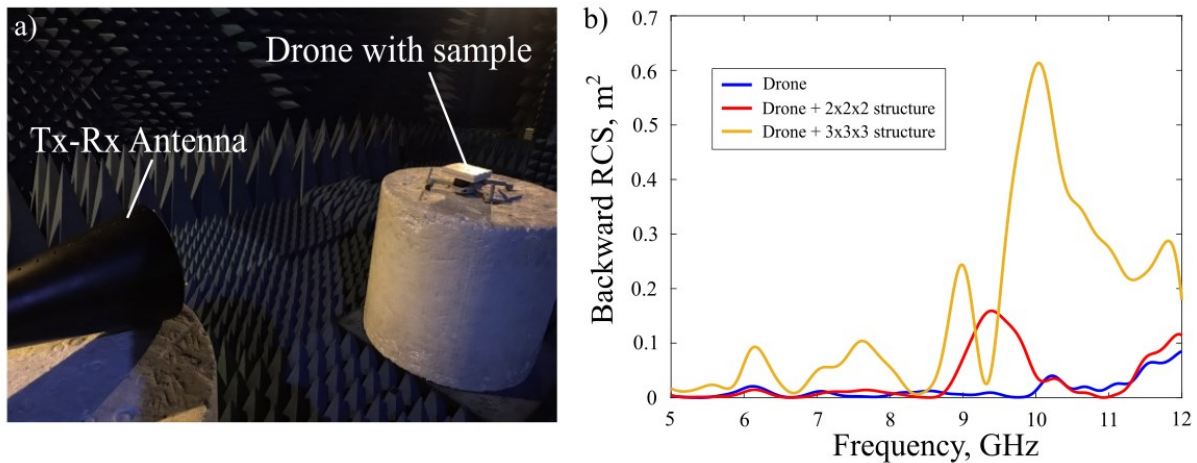 a)
Drone with sample
Tx-Rx Antenna
b)
Backward RCS, m²
0.7
0.6
0.5
0.4
0.3
0.2
0.1
0
Drone
Drone + 2x2x2 structure
Drone + 3x3x3 structure
5 6 7 8 9 10 11 12
Frequency, GHz